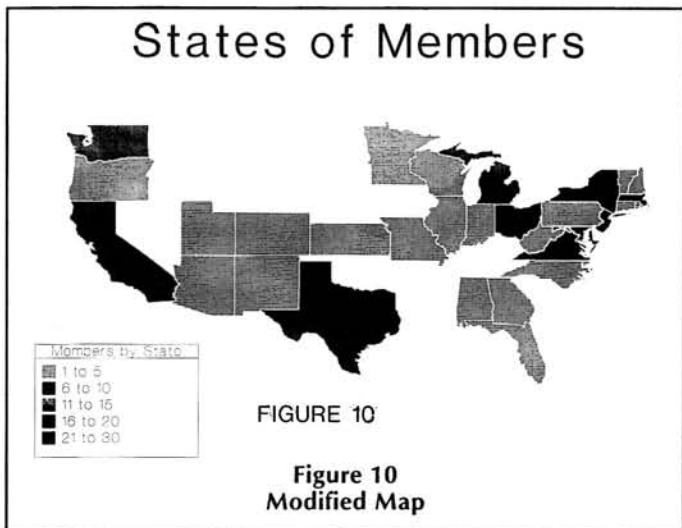 States of Members
Members by State
1 to 5
6 to 10
11 to 15
16 to 20
21 to 30
FIGURE 10
Figure 10
Modified Map